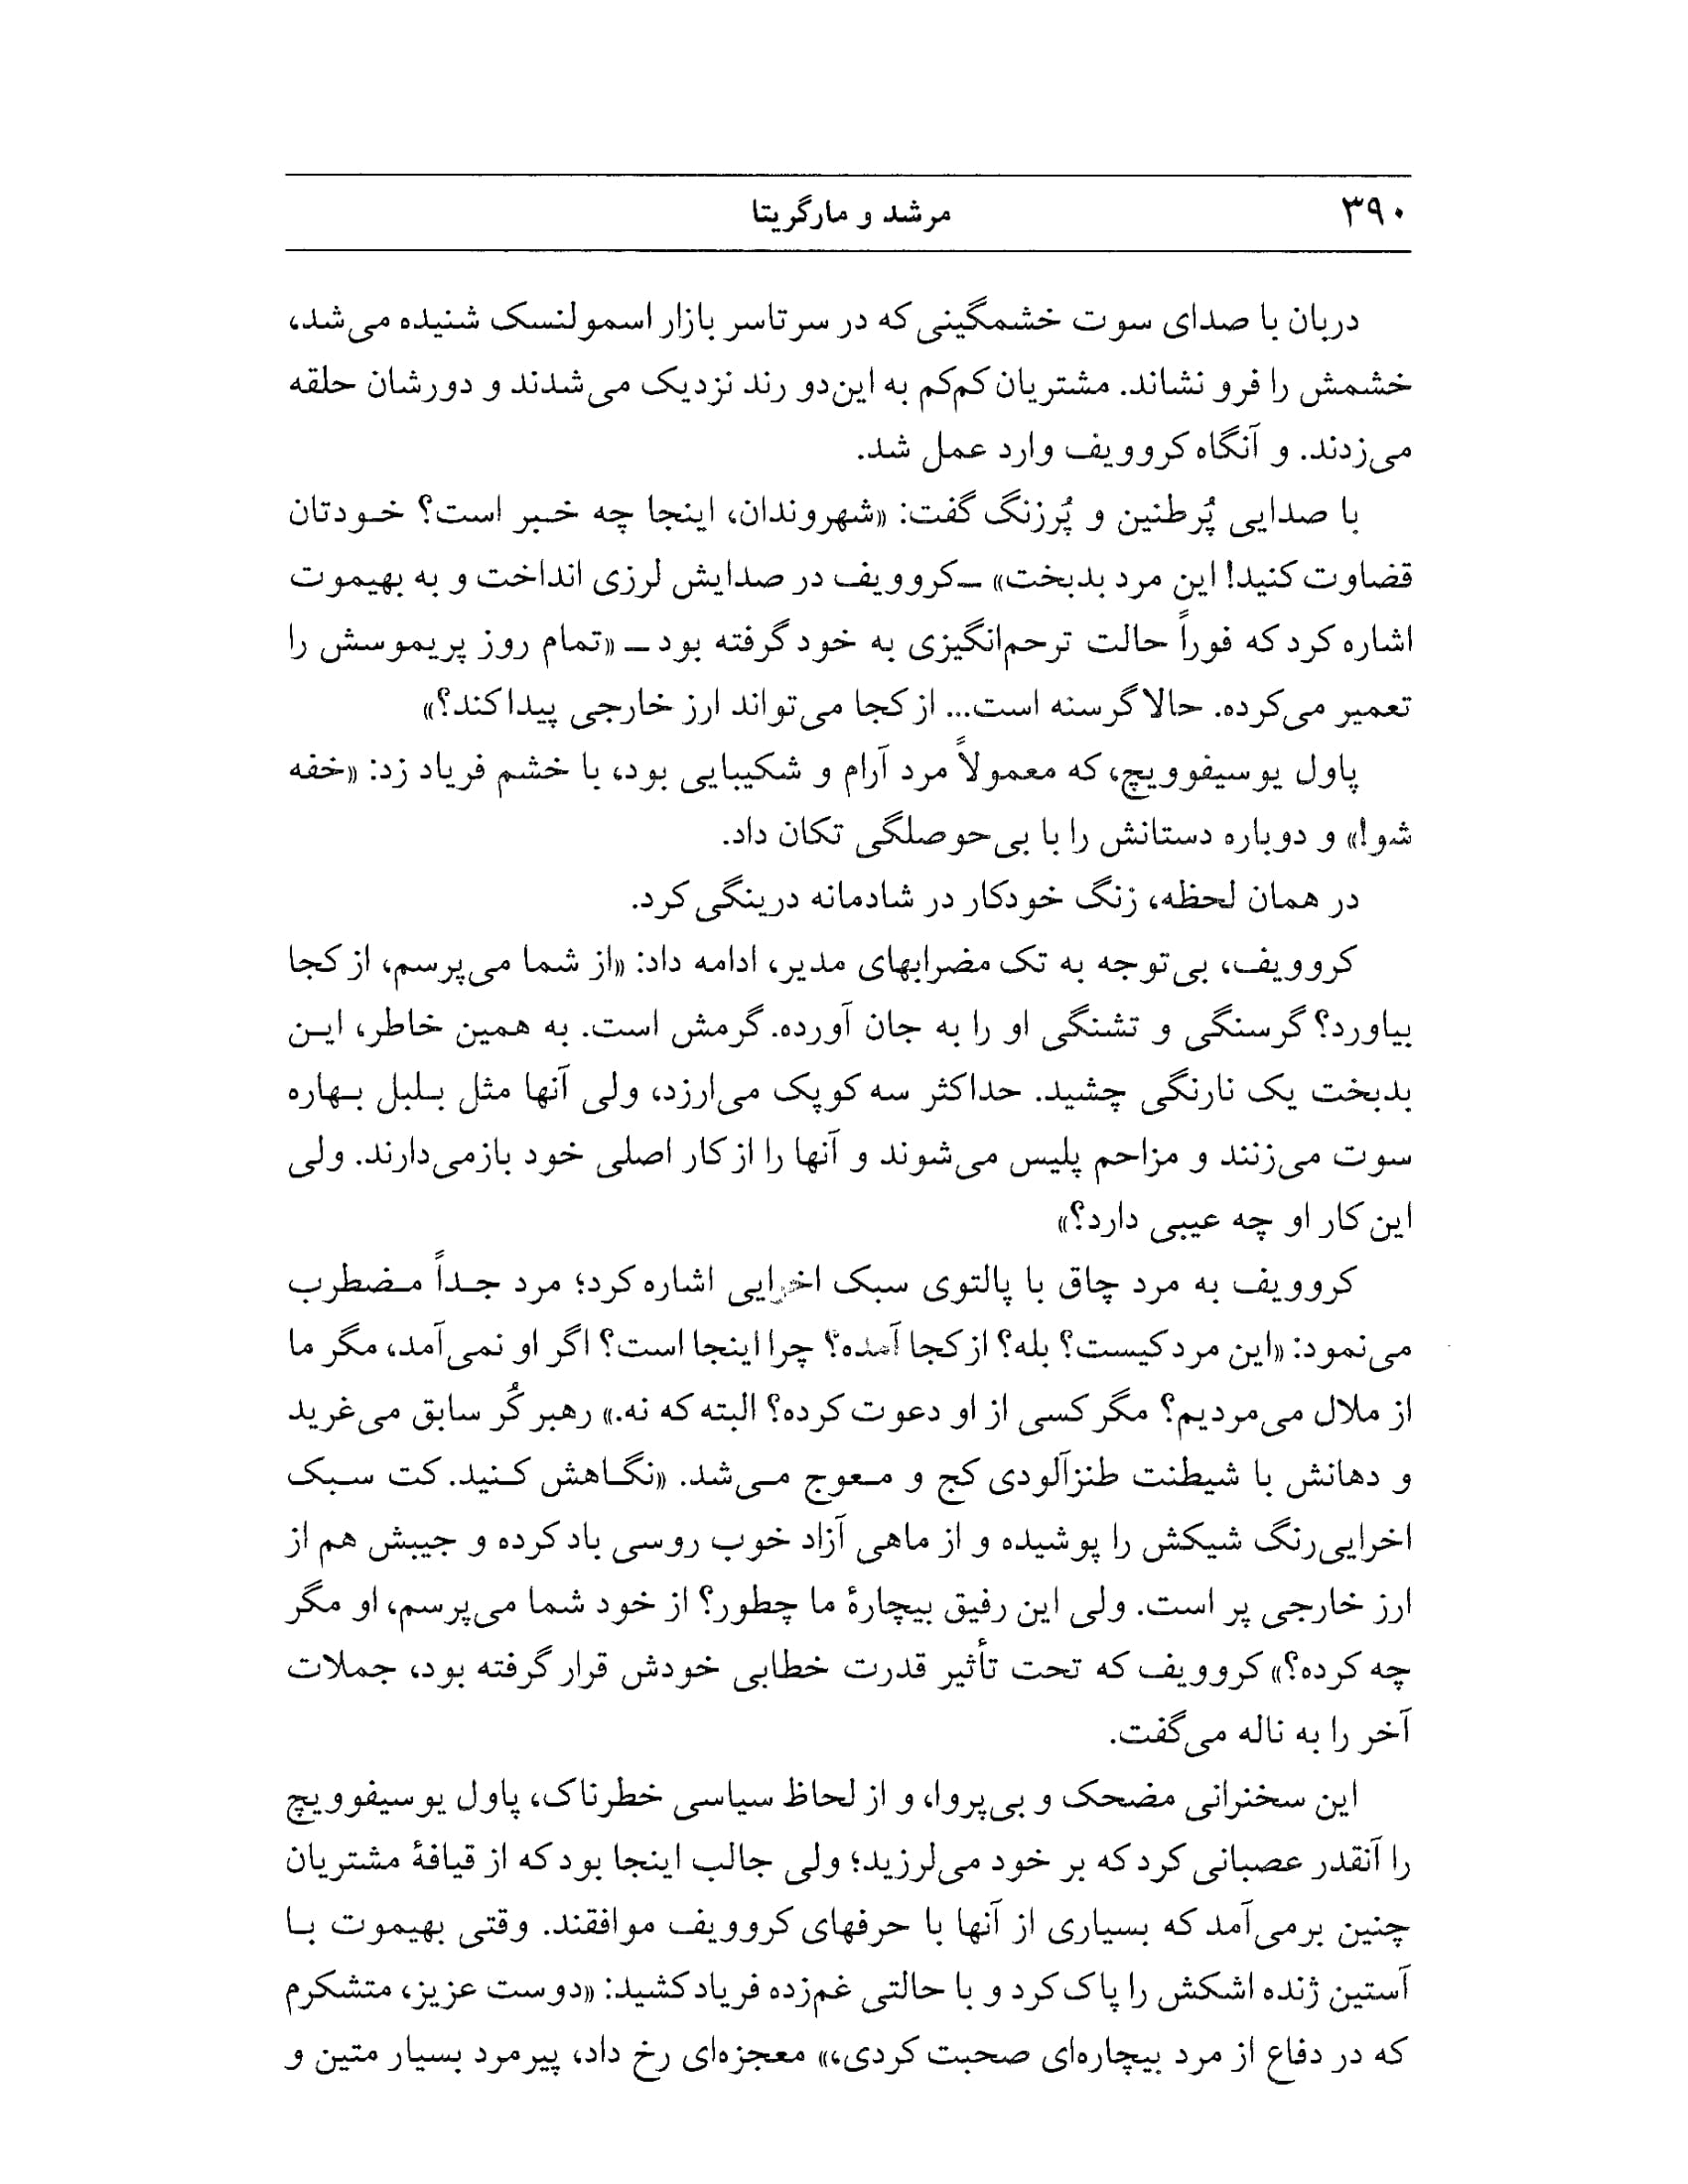 ۳۹۰
مرشد و مارگریتا
دربان با صدای سوت خشمگینی که در سرتاسر بازار اسمولنسک شنیده می‌شد،
خشمش را فرو نشاند. مشتریان کم‌کم به این‌دو رند نزدیک می‌شدند و دورشان حلقه
می‌زدند. و آنگاه کروویف وارد عمل شد.
با صدایی پُرطنین و پُرزنگ گفت: «شهروندان، اینجا چه خبر است؟ خودتان
قضاوت کنید! این مرد بدبخت» ـ کروویف در صدایش لرزی انداخت و به بهیموت
اشاره کرد که فوراً حالت ترحم‌انگیزی به خود گرفته بود ـ «تمام روز پریموسش را
تعمیر می‌کرده. حالا گرسنه است... از کجا می‌تواند ارز خارجی پیدا کند؟»
پاول یوسیفوویچ، که معمولاً مرد آرام و شکیبایی بود، با خشم فریاد زد: «خفه
شو!» و دوباره دستانش را با بی‌حوصلگی تکان داد.
در همان لحظه، زنگ خودکار در شادمانه درینگی کرد.
کروویف، بی‌توجه به تک مضرابهای مدیر، ادامه داد: «از شما می‌پرسم، از کجا
بیاورد؟ گرسنگی و تشنگی او را به جان آورده. گرمش است. به همین خاطر، این
بدبخت یک نارنگی چشید. حداکثر سه کوپک می‌ارزد، ولی آنها مثل بلبل بهاره
سوت می‌زنند و مزاحم پلیس می‌شوند و آنها را از کار اصلی خود بازمی‌دارند. ولی
این کار او چه عیبی دارد؟»
کروویف به مرد چاق با پالتوی سبک اخرایی اشاره کرد؛ مرد جداً مضطرب
می‌نمود: «این مرد کیست؟ بله؟ از کجا آمده؟ چرا اینجا است؟ اگر او نمی‌آمد، مگر ما
از ملال می‌مردیم؟ مگر کسی از او دعوت کرده؟ البته که نه.» رهبر کُر سابق می‌غرید
و دهانش با شیطنت طنزآلودی کج و معوج می‌شد. «نگاهش کنید. کت سبک
اخرایی‌رنگ شیکش را پوشیده و از ماهی آزاد خوب روسی باد کرده و جیبش هم از
ارز خارجی پر است. ولی این رفیق بیچارهٔ ما چطور؟ از خود شما می‌پرسم، او مگر
چه کرده؟» کروویف که تحت تأثیر قدرت خطابی خودش قرار گرفته بود، جملات
آخر را به ناله می‌گفت.
این سخنرانی مضحک و بی‌پروا، و از لحاظ سیاسی خطرناک، پاول یوسیفوویچ
را آنقدر عصبانی کرد که بر خود می‌لرزید؛ ولی جالب اینجا بود که از قیافهٔ مشتریان
چنین برمی‌آمد که بسیاری از آنها با حرفهای کروویف موافقند. وقتی بهیموت با
آستین ژنده اشکش را پاک کرد و با حالتی غم‌زده فریاد کشید: «دوست عزیز، متشکرم
که در دفاع از مرد بیچاره‌ای صحبت کردی،» معجزه‌ای رخ داد، پیرمرد بسیار متین و